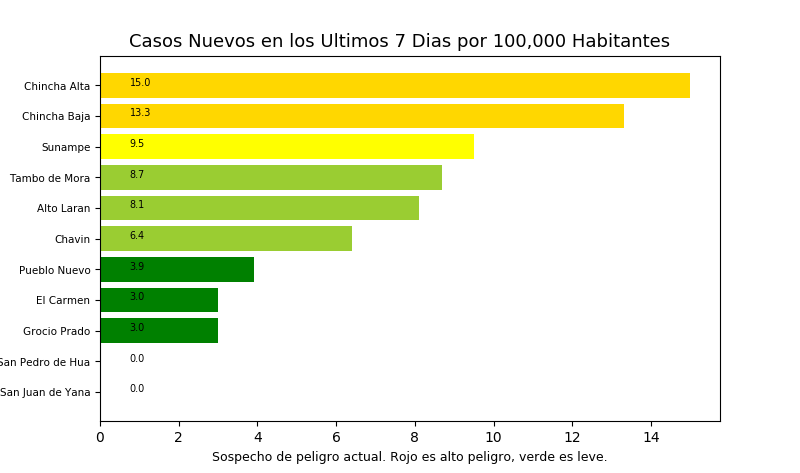 Casos Nuevos en los Ultimos 7 Dias por 100,000 Habitantes
Chincha Alta 15.0
Chincha Baja 13.3
Sunampe 9.5
Tambo de Mora 8.7
Alto Laran 8.1
Chavin 6.4
Pueblo Nuevo 3.9
El Carmen 3.0
Grocio Prado 3.0
San Pedro de Hua 0.0
San Juan de Yana 0.0
0 2 4 6 8 10 12 14
Sospecho de peligro actual. Rojo es alto peligro, verde es leve.